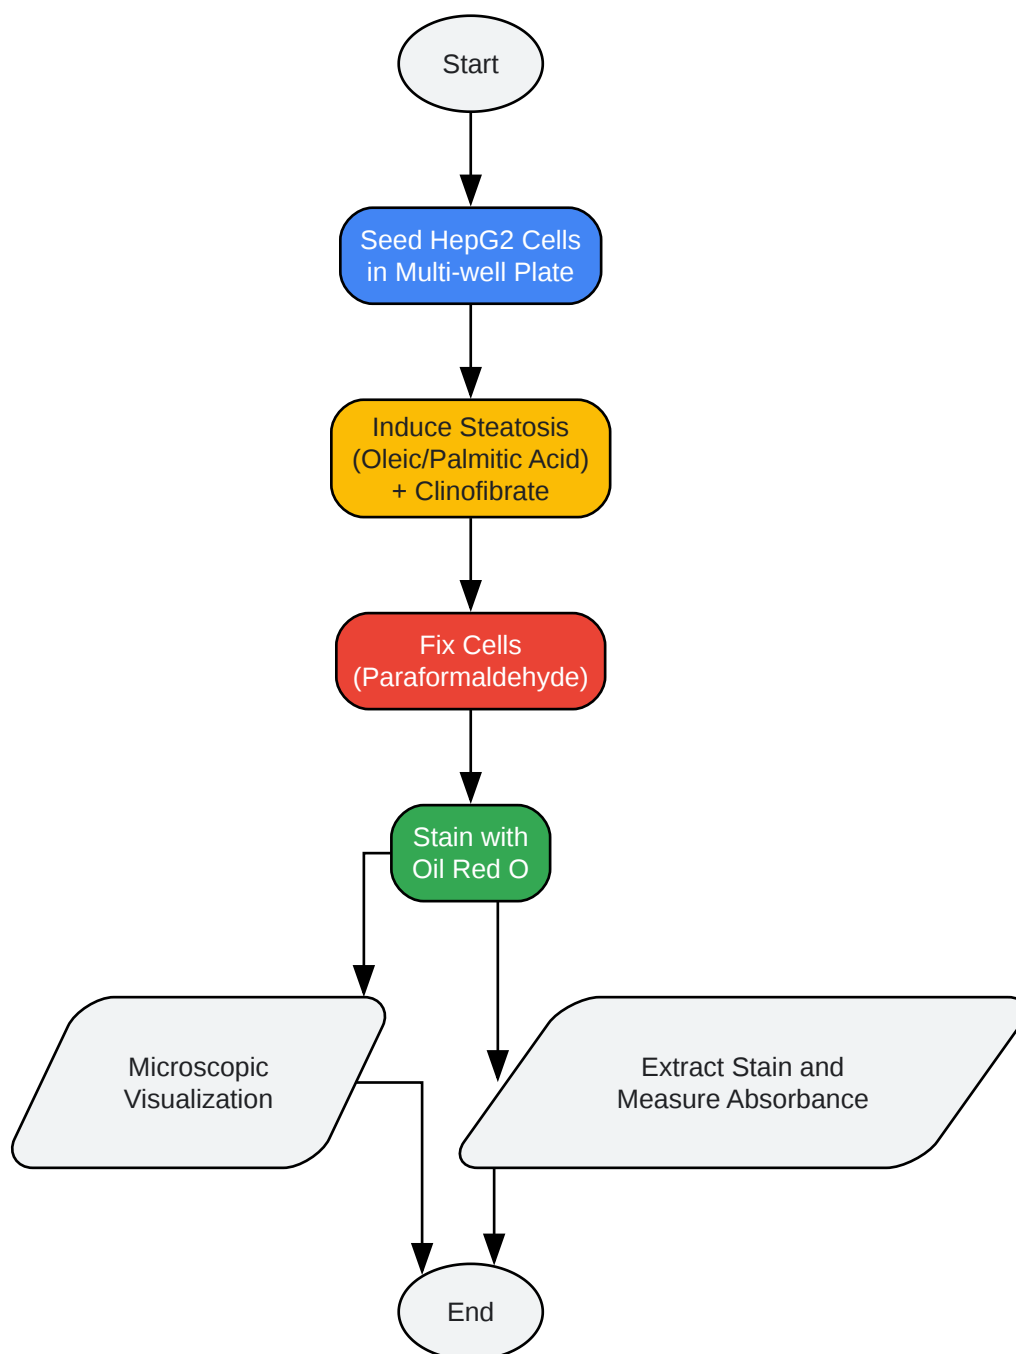 Start
Seed HepG2 Cells
in Multi-well Plate
Induce Steatosis
(Oleic/Palmitic Acid)
+ Clinofibrate
Fix Cells
(Paraformaldehyde)
Stain with
Oil Red O
Microscopic
Visualization
Extract Stain and
Measure Absorbance
End